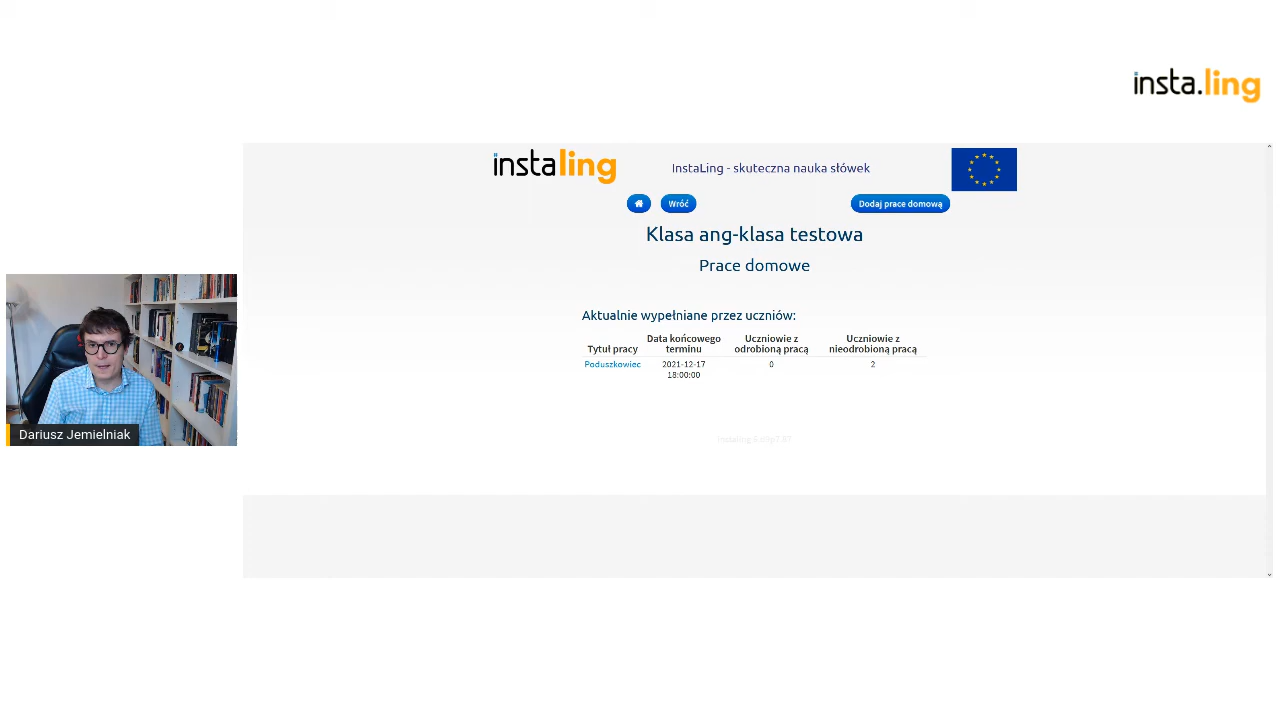 insta.ling
instaling
InstaLing - skuteczna nauka słówek
Wróć
Dodaj prace domową
Klasa ang-klasa testowa
Prace domowe
Aktualnie wypełniane przez uczniów:
Tytuł pracy
Data końcowego
terminu
Uczniowie z
odrobioną pracą
Uczniowie z
nieodrobioną pracą
Poduszkowiec
2021-12-17
18:00:00
0
2
Dariusz Jemielniak